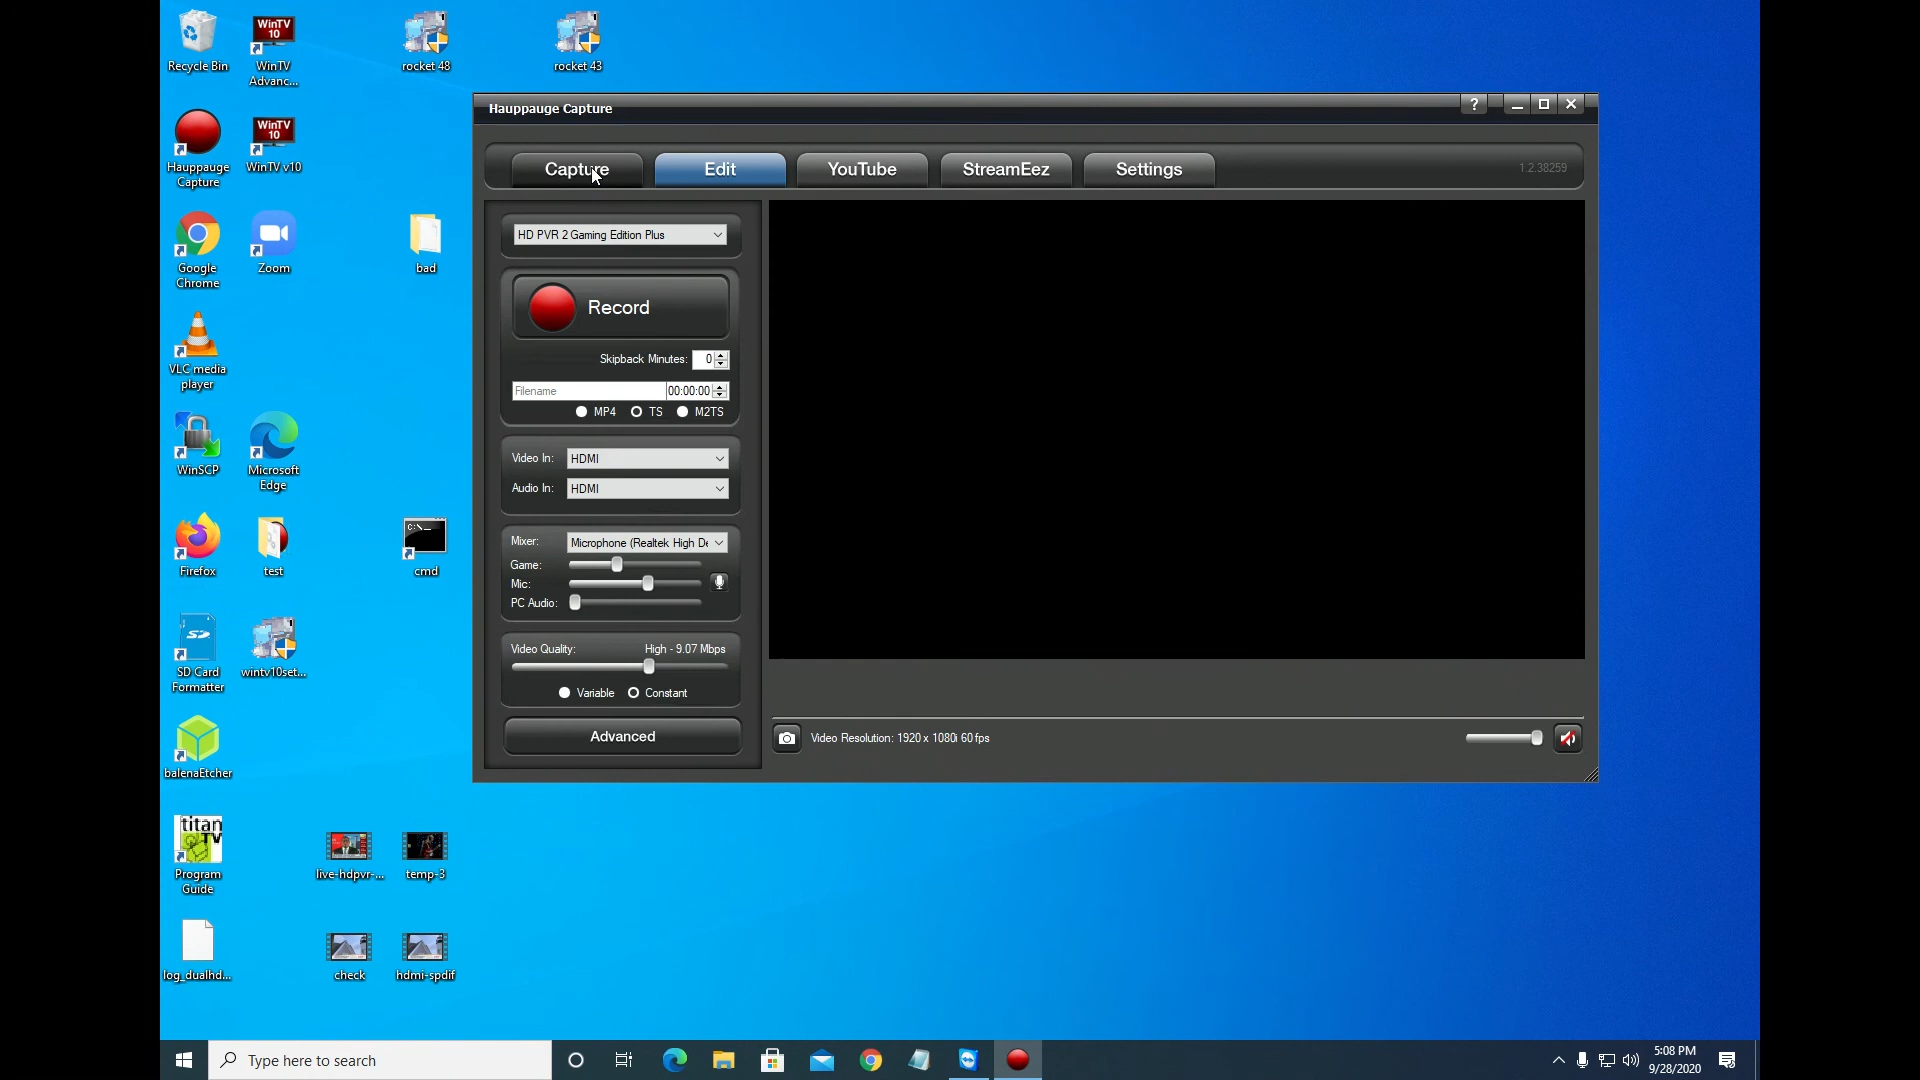 Recycle Bin
WinTV
10
WinTV
Advanc...
rocket 48
rocket 43
Hauppauge
Capture
WinTV
10
WinTV v10
Google
Chrome
Zoom
bad
VLC media
player
WinSCP
Microsoft
Edge
Firefox
test
C:\_
cmd
SD
SD Card
Formatter
wintv10set...
balenaEtcher
titan
TV
Program
Guide
live-hdpvr-...
temp-3
log_dualhd...
check
hdmi-spdif
Hauppauge Capture
?
Capture
Edit
YouTube
StreamEez
Settings
1.2.38259
HD PVR 2 Gaming Edition Plus
Record
Skipback Minutes: 0
Filename 00:00:00
MP4 TS M2TS
Video In: HDMI
Audio In: HDMI
Mixer: Microphone (Realtek High De
Game:
Mic:
PC Audio:
Video Quality: High - 9.07 Mbps
Variable Constant
Advanced
Video Resolution: 1920 x 1080i 60 fps
Type here to search
5:08 PM
9/28/2020